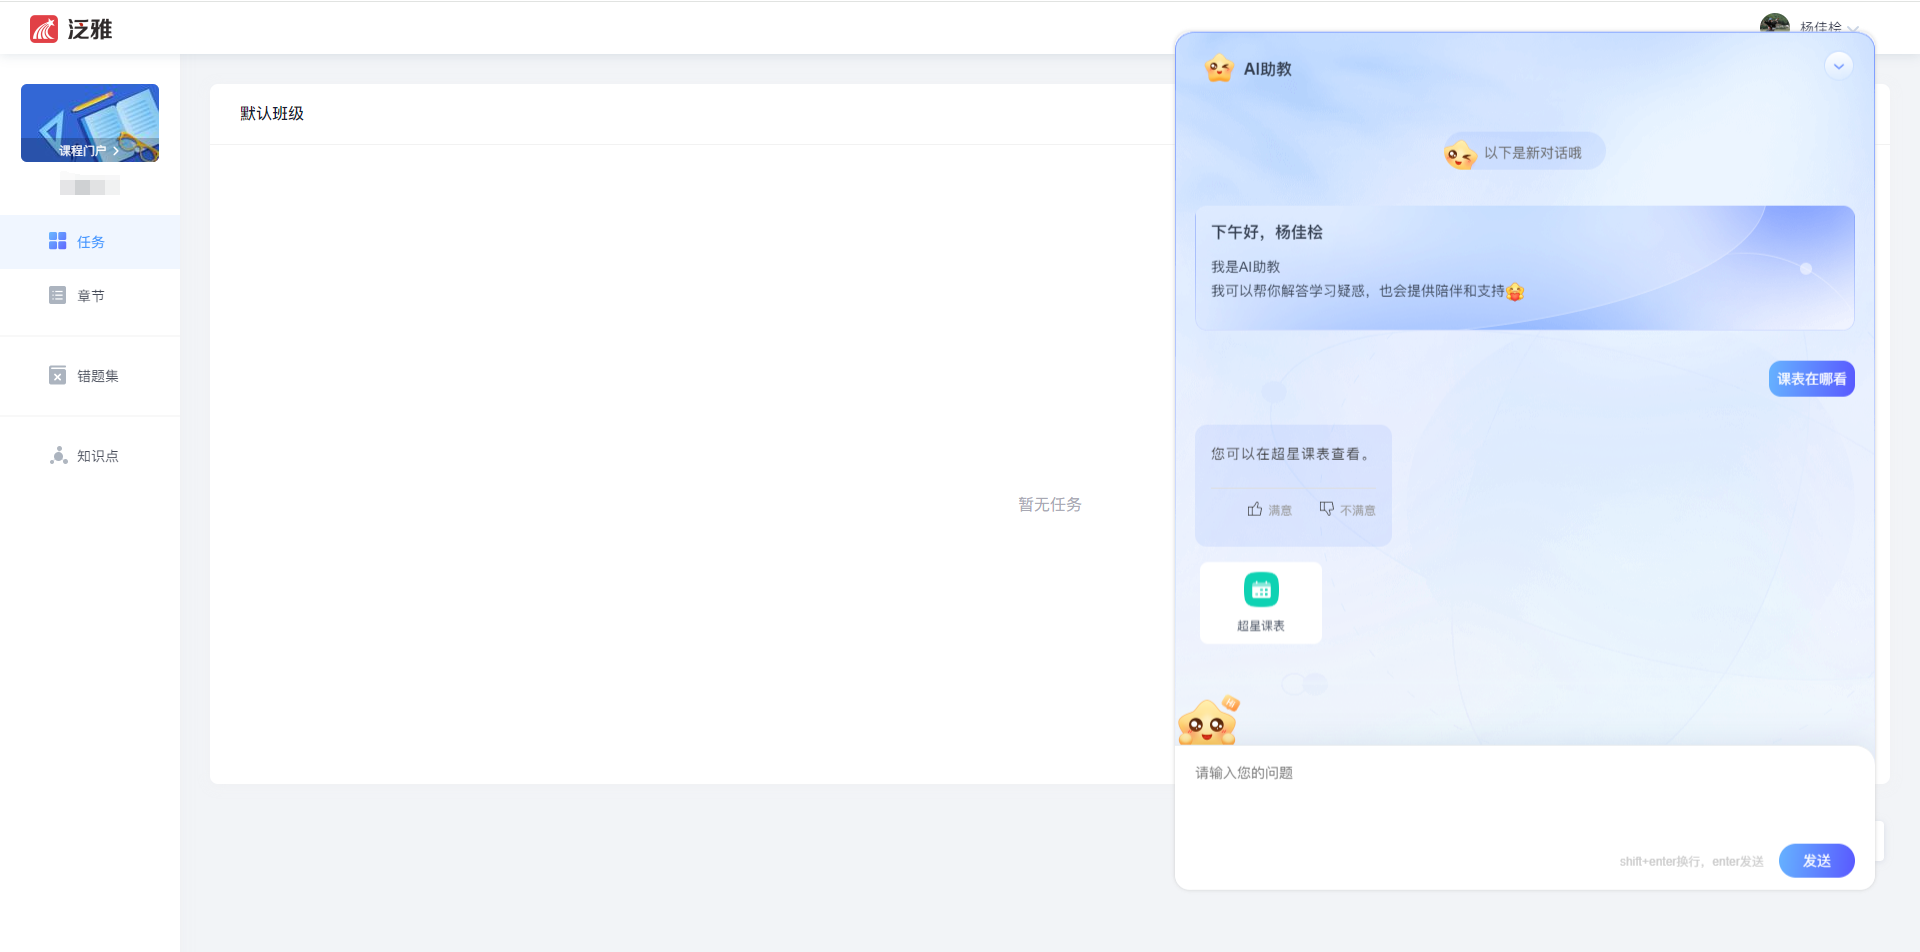 泛雅
杨佳桧
课程门户
任务
章节
错题集
知识点
默认班级
暂无任务
AI助教
以下是新对话哦
下午好，杨佳桧
我是AI助教
我可以帮你解答学习疑惑，也会提供陪伴和支持
课表在哪看
您可以在超星课表查看。
满意 不满意
超星课表
Hi
请输入您的问题
shift+enter换行，enter发送 发送